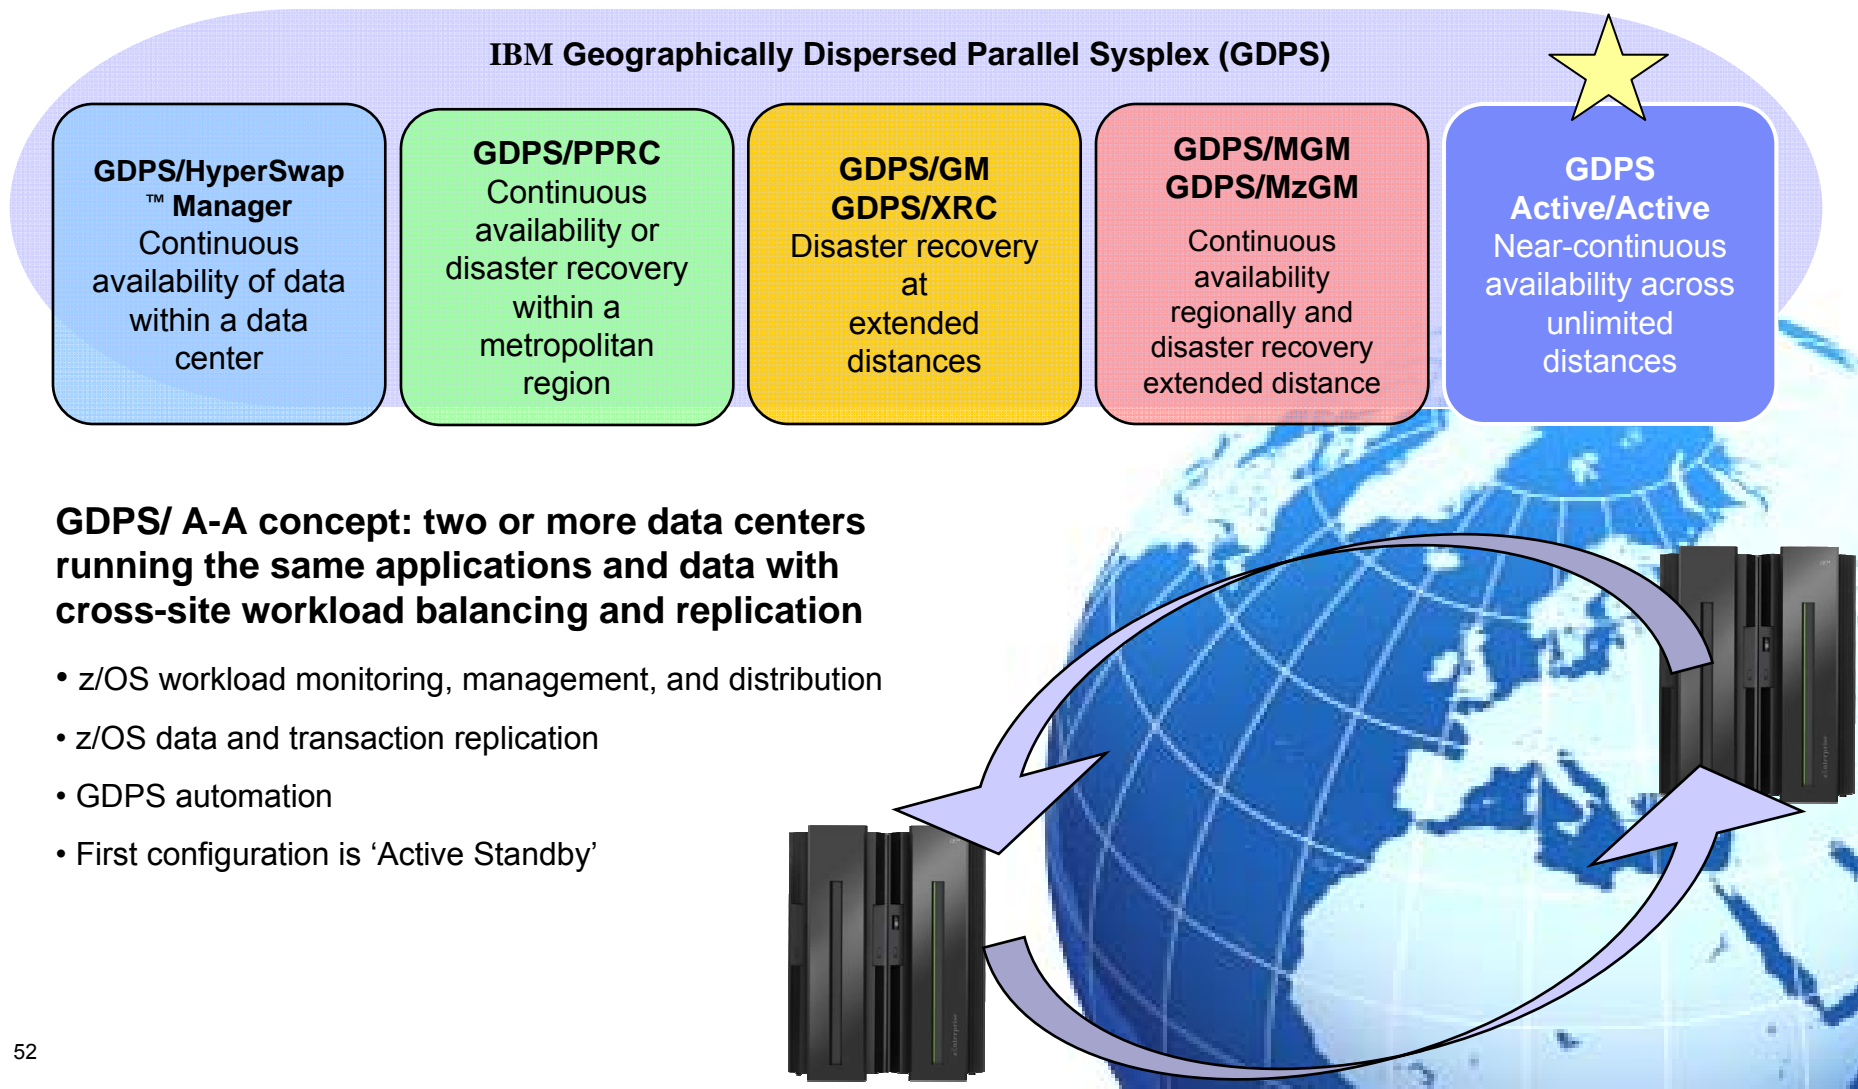 IBM Geographically Dispersed Parallel Sysplex (GDPS)
GDPS/HyperSwap
™ Manager
Continuous
availability of data
within a data
center
GDPS/PPRC
Continuous
availability or
disaster recovery
within a
metropolitan
region
GDPS/GM
GDPS/XRC
Disaster recovery
at
extended
distances
GDPS/MGM
GDPS/MzGM
Continuous
availability
regionally and
disaster recovery
extended distance
GDPS
Active/Active
Near-continuous
availability across
unlimited
distances
GDPS/ A-A concept: two or more data centers
running the same applications and data with
cross-site workload balancing and replication
• z/OS workload monitoring, management, and distribution
• z/OS data and transaction replication
• GDPS automation
• First configuration is ‘Active Standby’
52